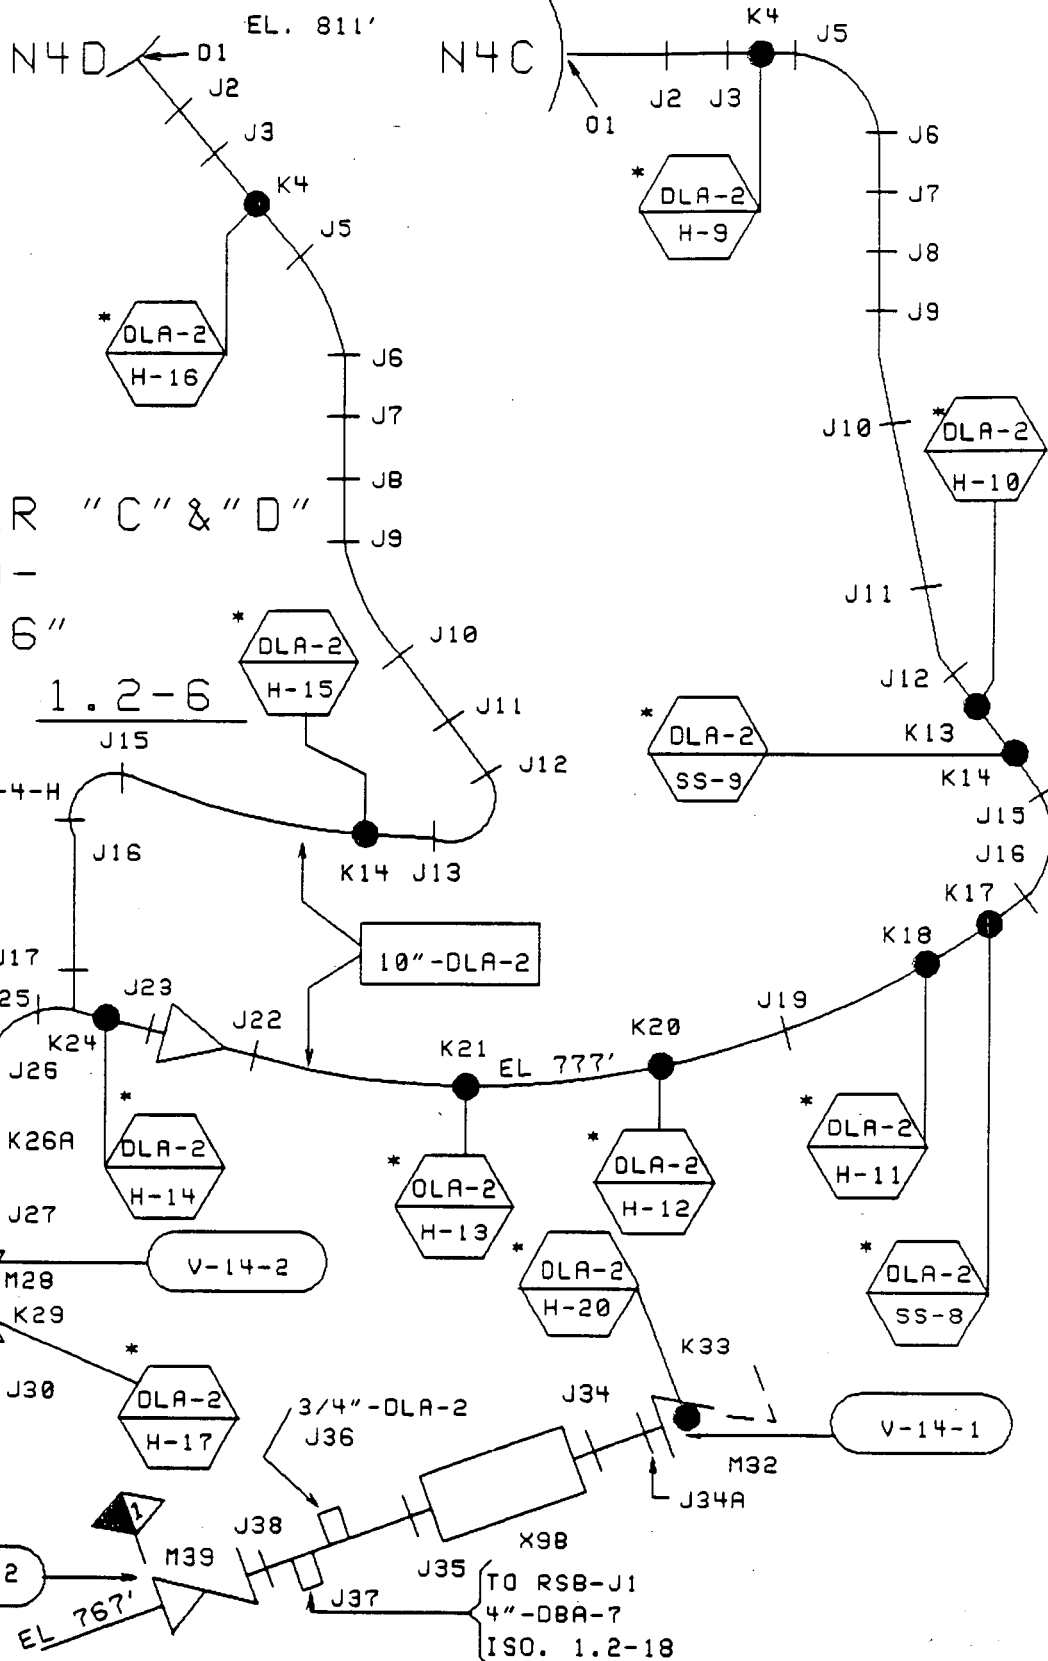 EL. 811'
N4D
01
J2
J3
K4
J5
*
DLA-2
H-16
J6
J7
J8
J9
N4C
01
J2
J3
K4
J5
*
DLA-2
H-9
J6
J7
J8
J9
J10
*
DLA-2
H-10
J11
J12
K13
K14
*
DLA-2
SS-9
J15
J16
K17
K18
R "C"&"D"
-
6"
1.2-6
*
DLA-2
H-15
J10
J11
J12
J15
-4-H
J16
K14
J13
10"-DLA-2
J17
25
K24
J23
J22
K21
EL 777'
K20
J19
J26
*
DLA-2
H-14
K26A
J27
M28
V-14-2
*
DLA-2
H-13
*
DLA-2
H-12
*
DLA-2
H-11
*
DLA-2
H-20
*
DLA-2
SS-8
K29
J30
*
DLA-2
H-17
K33
J34
V-14-1
M32
J34A
3/4"-DLA-2
J36
X9B
J35
1
J38
M39
2
J37
EL 767'
TO RSB-J1
4"-DBA-7
ISO. 1.2-18